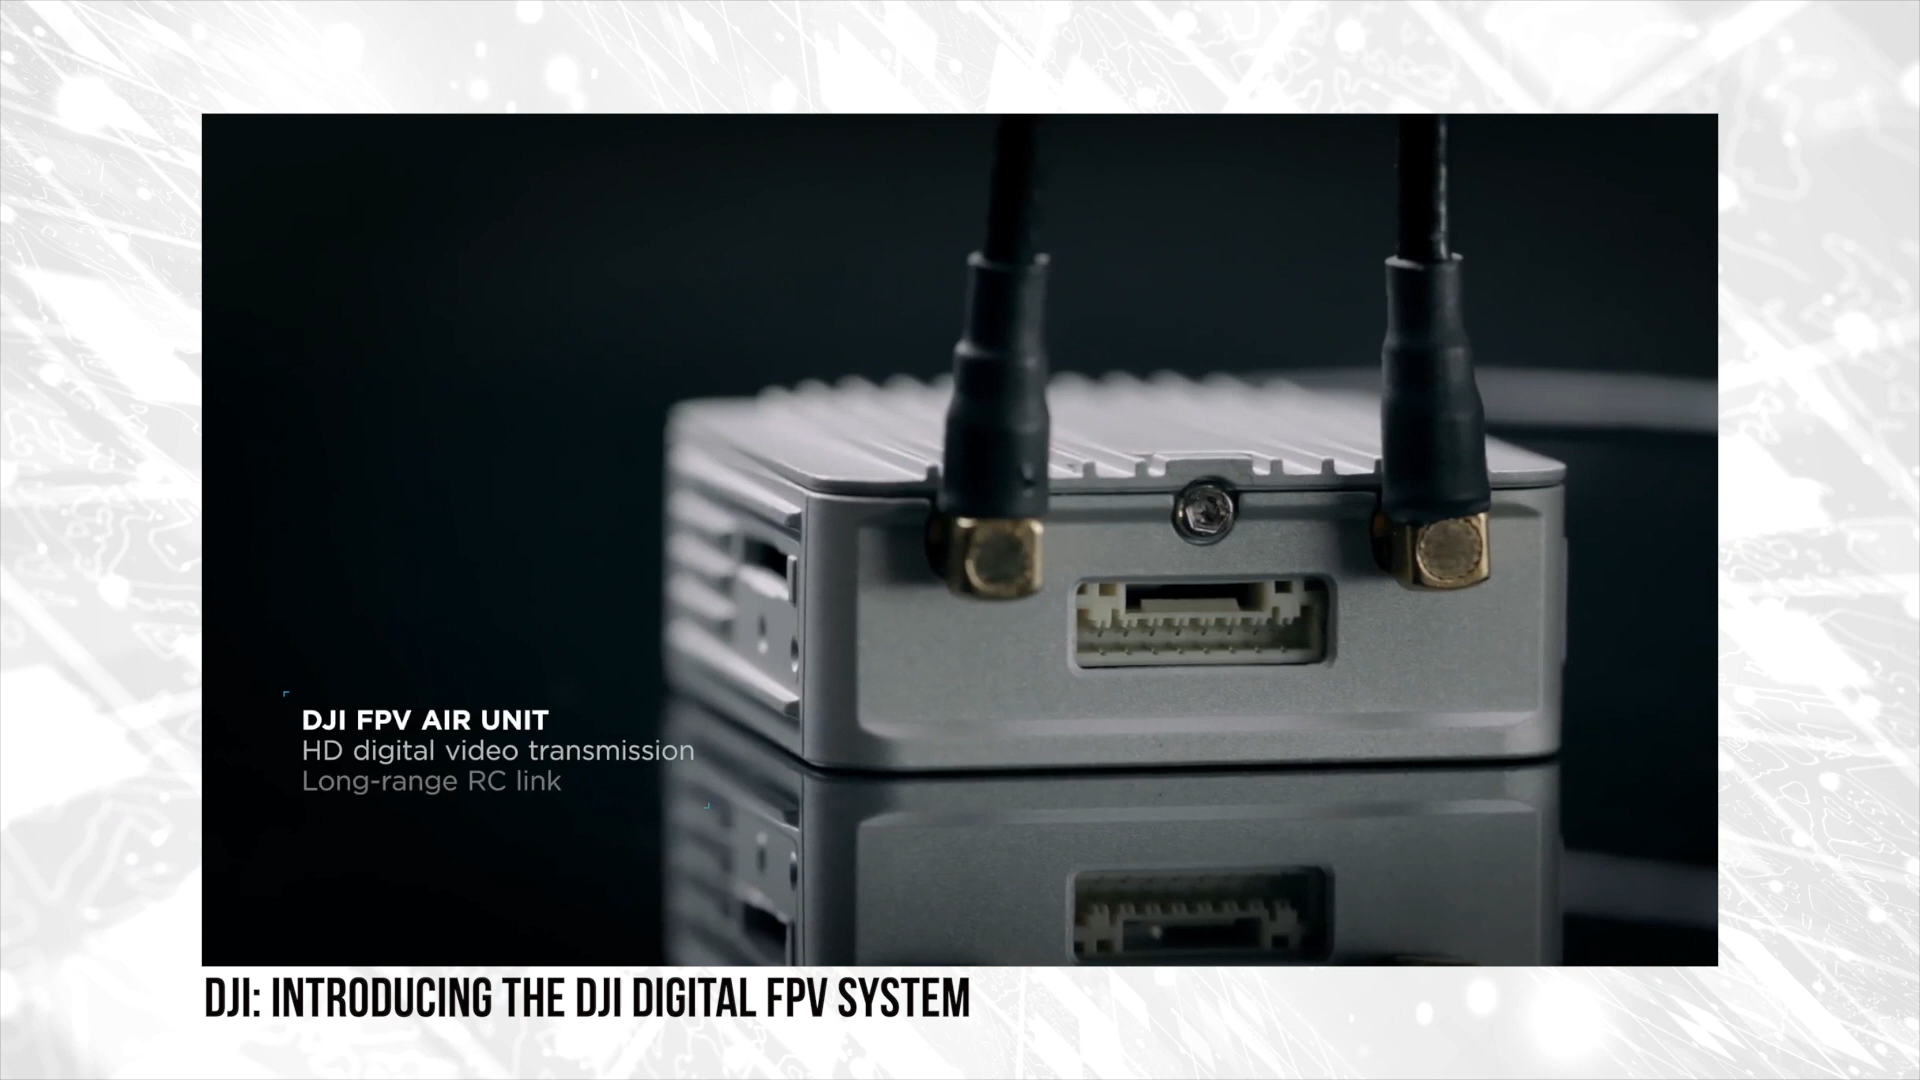 DJI FPV AIR UNIT
HD digital video transmission
Long-range RC link
DJI: INTRODUCING THE DJI DIGITAL FPV SYSTEM